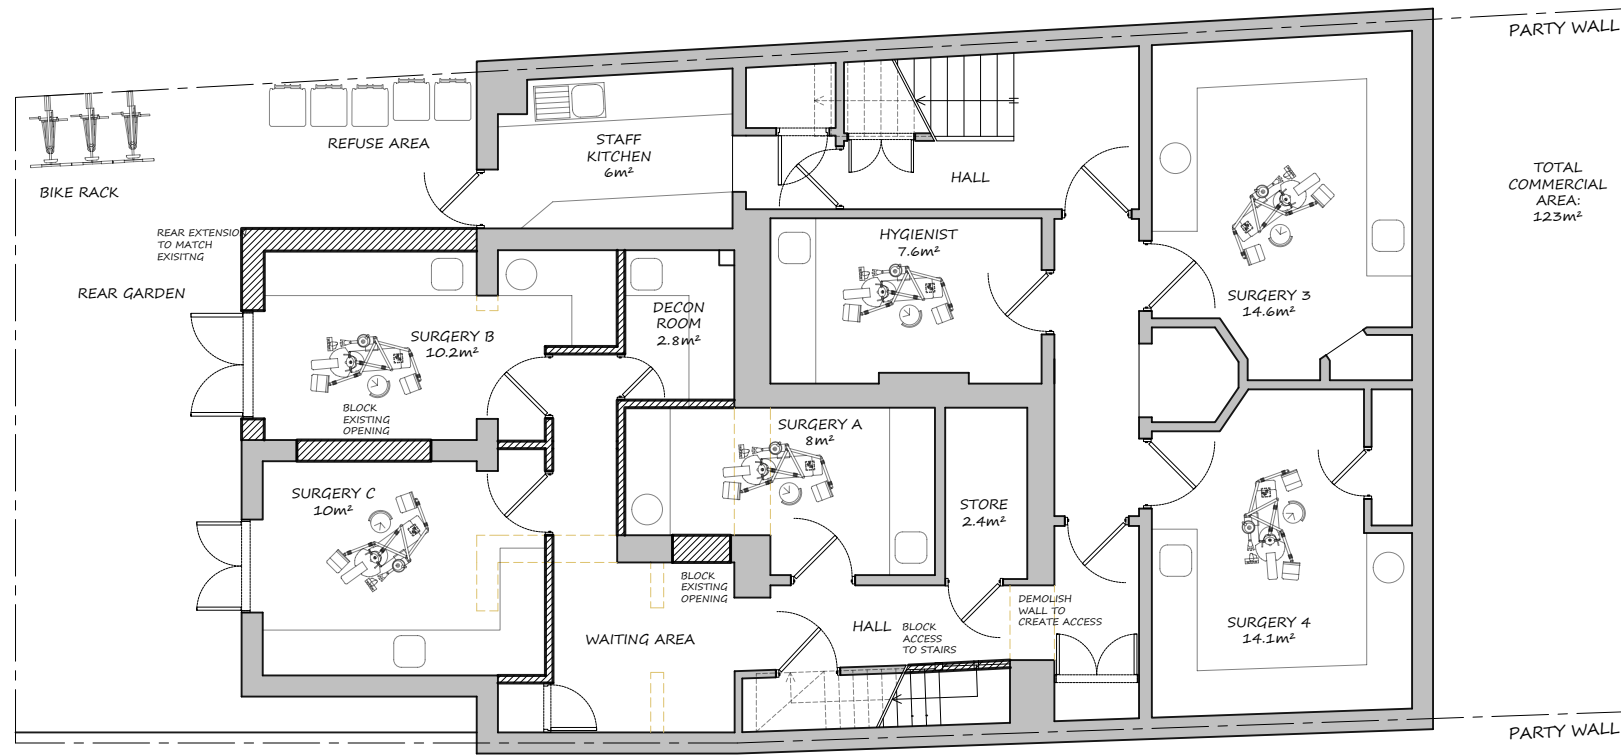 PARTY WALL
REFUSE AREA
BIKE RACK
STAFF
KITCHEN
6m²
HALL
TOTAL
COMMERCIAL
AREA:
123m²
REAR EXTENSIO
TO MATCH
EXISITNG
REAR GARDEN
HYGIENIST
7.6m²
SURGERY 3
14.6m²
DECON
ROOM
2.8m²
SURGERY B
10.2m²
BLOCK
EXISTING
OPENING
SURGERY A
8m²
SURGERY C
10m²
STORE
2.4m²
BLOCK
EXISTING
OPENING
DEMOLISH
WALL TO
CREATE ACCESS
WAITING AREA
HALL
BLOCK
ACCESS
TO STAIRS
SURGERY 4
14.1m²
PARTY WALL